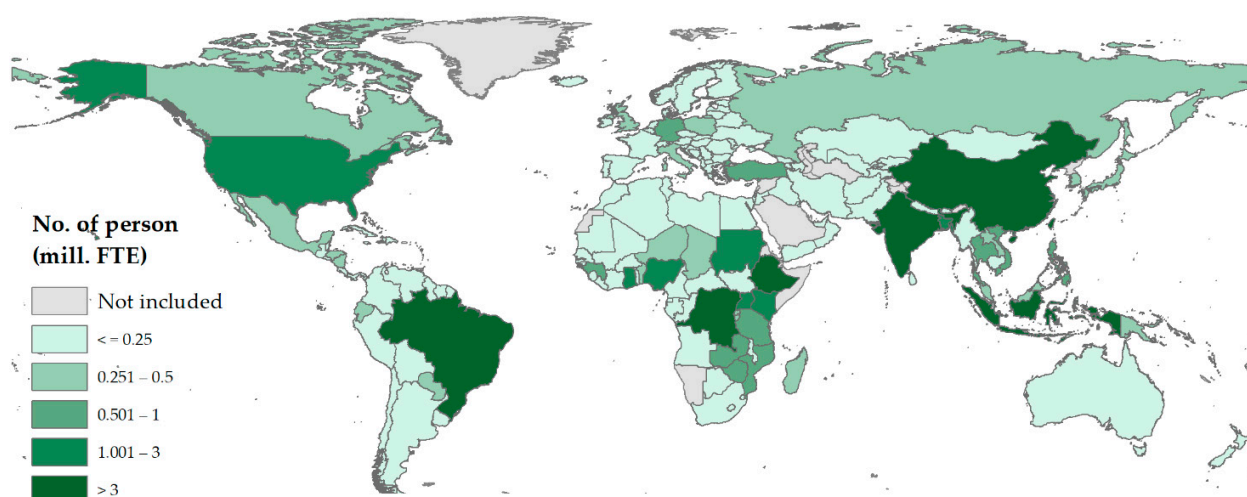 No. of person
(mill. FTE)
Not included
< = 0.25
0.251 – 0.5
0.501 – 1
1.001 – 3
> 3